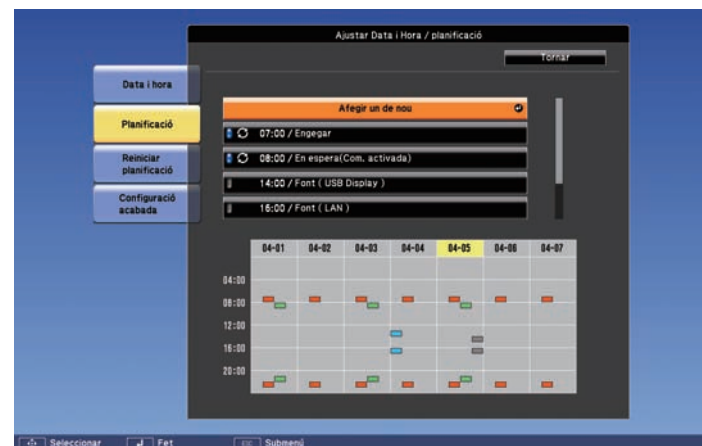 Ajustar Data i Hora / planificació
Tornar
Data i hora
Planificació
Reiniciar
planificació
Configuració
acabada
Afegir un de nou
07:00 / Engegar
08:00 / En espera(Com. activada)
14:00 / Font ( USB Display )
16:00 / Font ( LAN )
04-01 04-02 04-03 04-04 04-05 04-06 04-07
04:00
08:00
12:00
16:00
20:00
Seleccionar Fet Esc Submenú